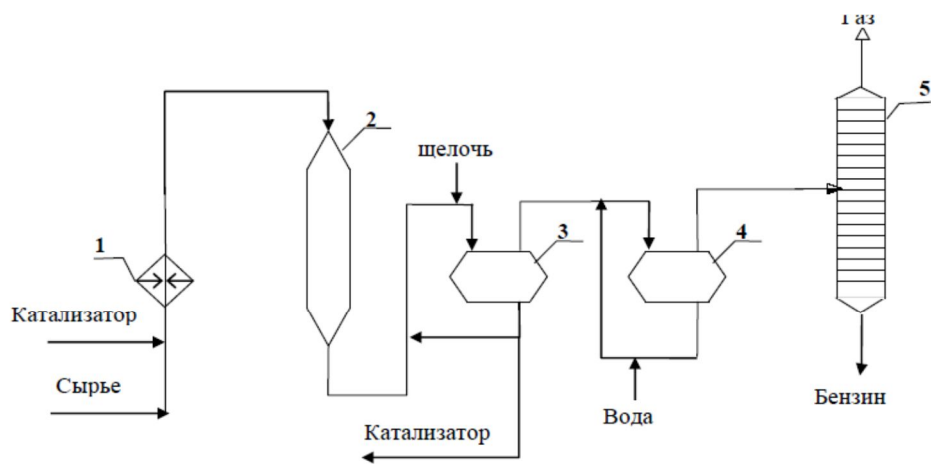 Газ
5
2
щелочь
3
4
1
Катализатор
Сырье
Вода
Бензин
Катализатор